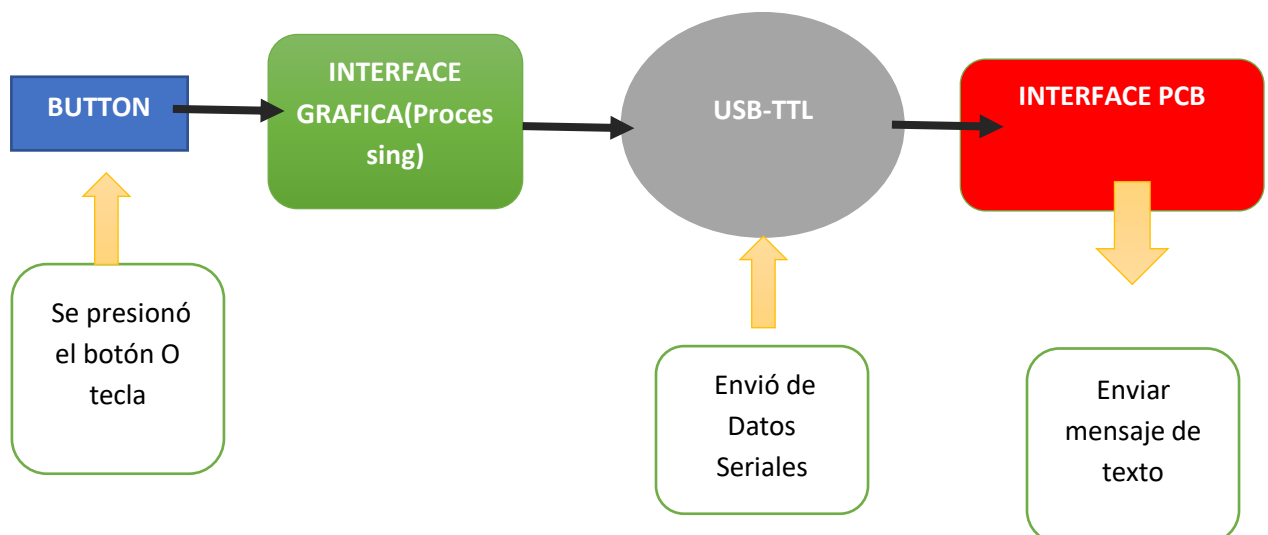 BUTTON
INTERFACE
GRAFICA(Proces
sing)
USB-TTL
INTERFACE PCB
Se presionó
el botón O
tecla
Envió de
Datos
Seriales
Enviar
mensaje de
texto